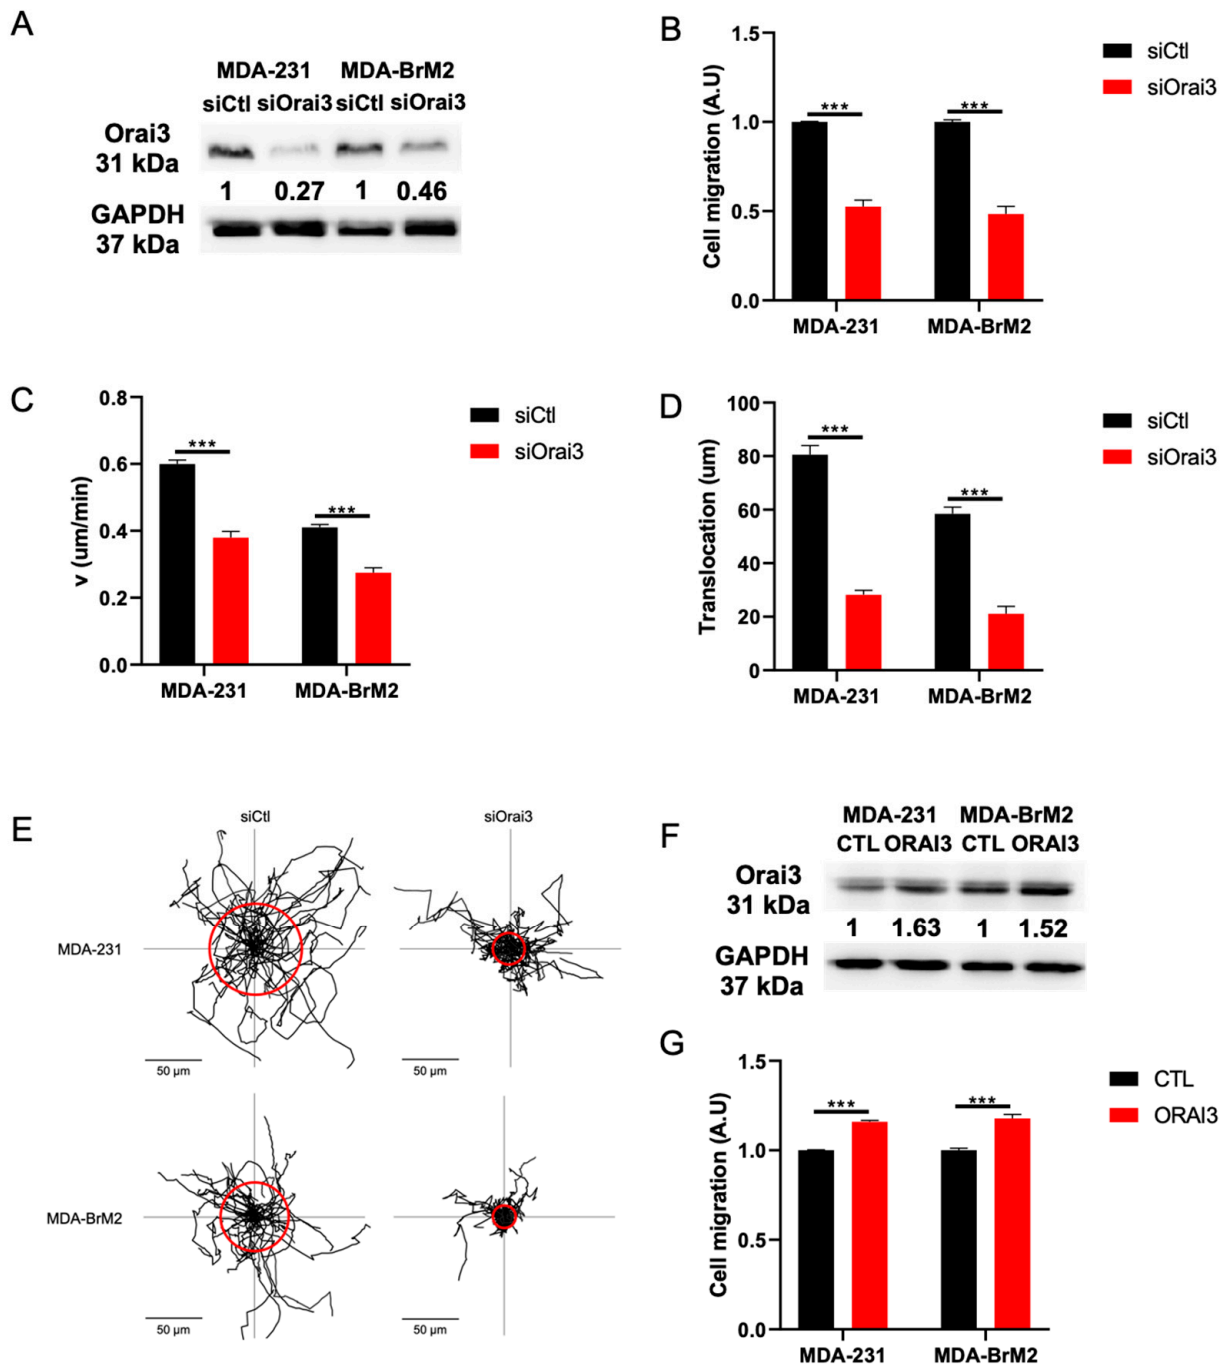 A
MDA-231 MDA-BrM2
siCtl siOrai3 siCtl siOrai3
Orai3
31 kDa
1 0.27 1 0.46
GAPDH
37 kDa
B
Cell migration (A.U)
1.5
1.0
0.5
0.0
*** ***
MDA-231 MDA-BrM2
siCtl
siOrai3
C
v (um/min)
0.8
0.6
0.4
0.2
0.0
***
***
MDA-231 MDA-BrM2
siCtl
siOrai3
D
Translocation (um)
100
80
60
40
20
0
***
***
MDA-231 MDA-BrM2
siCtl
siOrai3
E
siCtl siOrai3
MDA-231
50 µm 50 µm
MDA-BrM2
50 µm 50 µm
F
MDA-231 MDA-BrM2
CTL ORAI3 CTL ORAI3
Orai3
31 kDa
1 1.63 1 1.52
GAPDH
37 kDa
G
Cell migration (A.U)
1.5
1.0
0.5
0.0
*** ***
MDA-231 MDA-BrM2
CTL
ORAI3